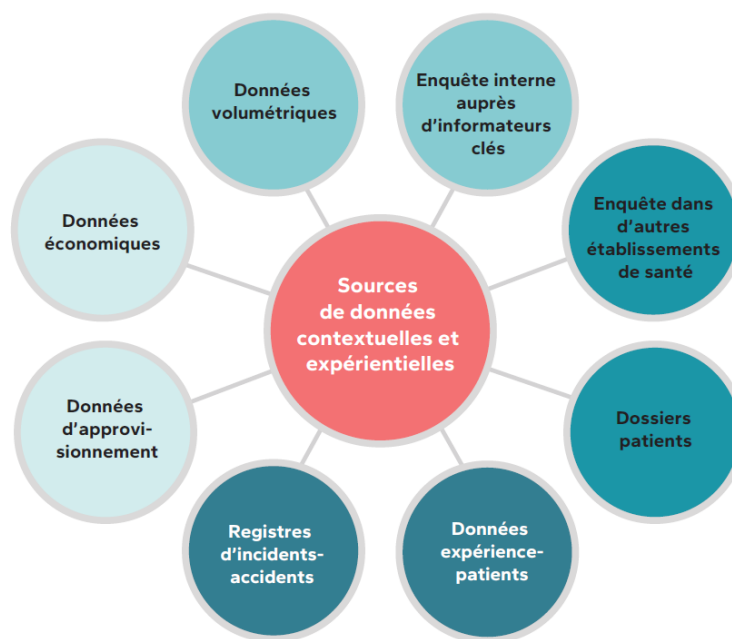 Données
volumétriques
Enquête interne
auprès
d’informateurs
clés
Données
économiques
Enquête dans
d’autres
établissements
de santé
Sources
de données
contextuelles et
expérientielles
Données
d’approvi-
sionnement
Dossiers
patients
Registres
d’incidents-
accidents
Données
expérience-
patients